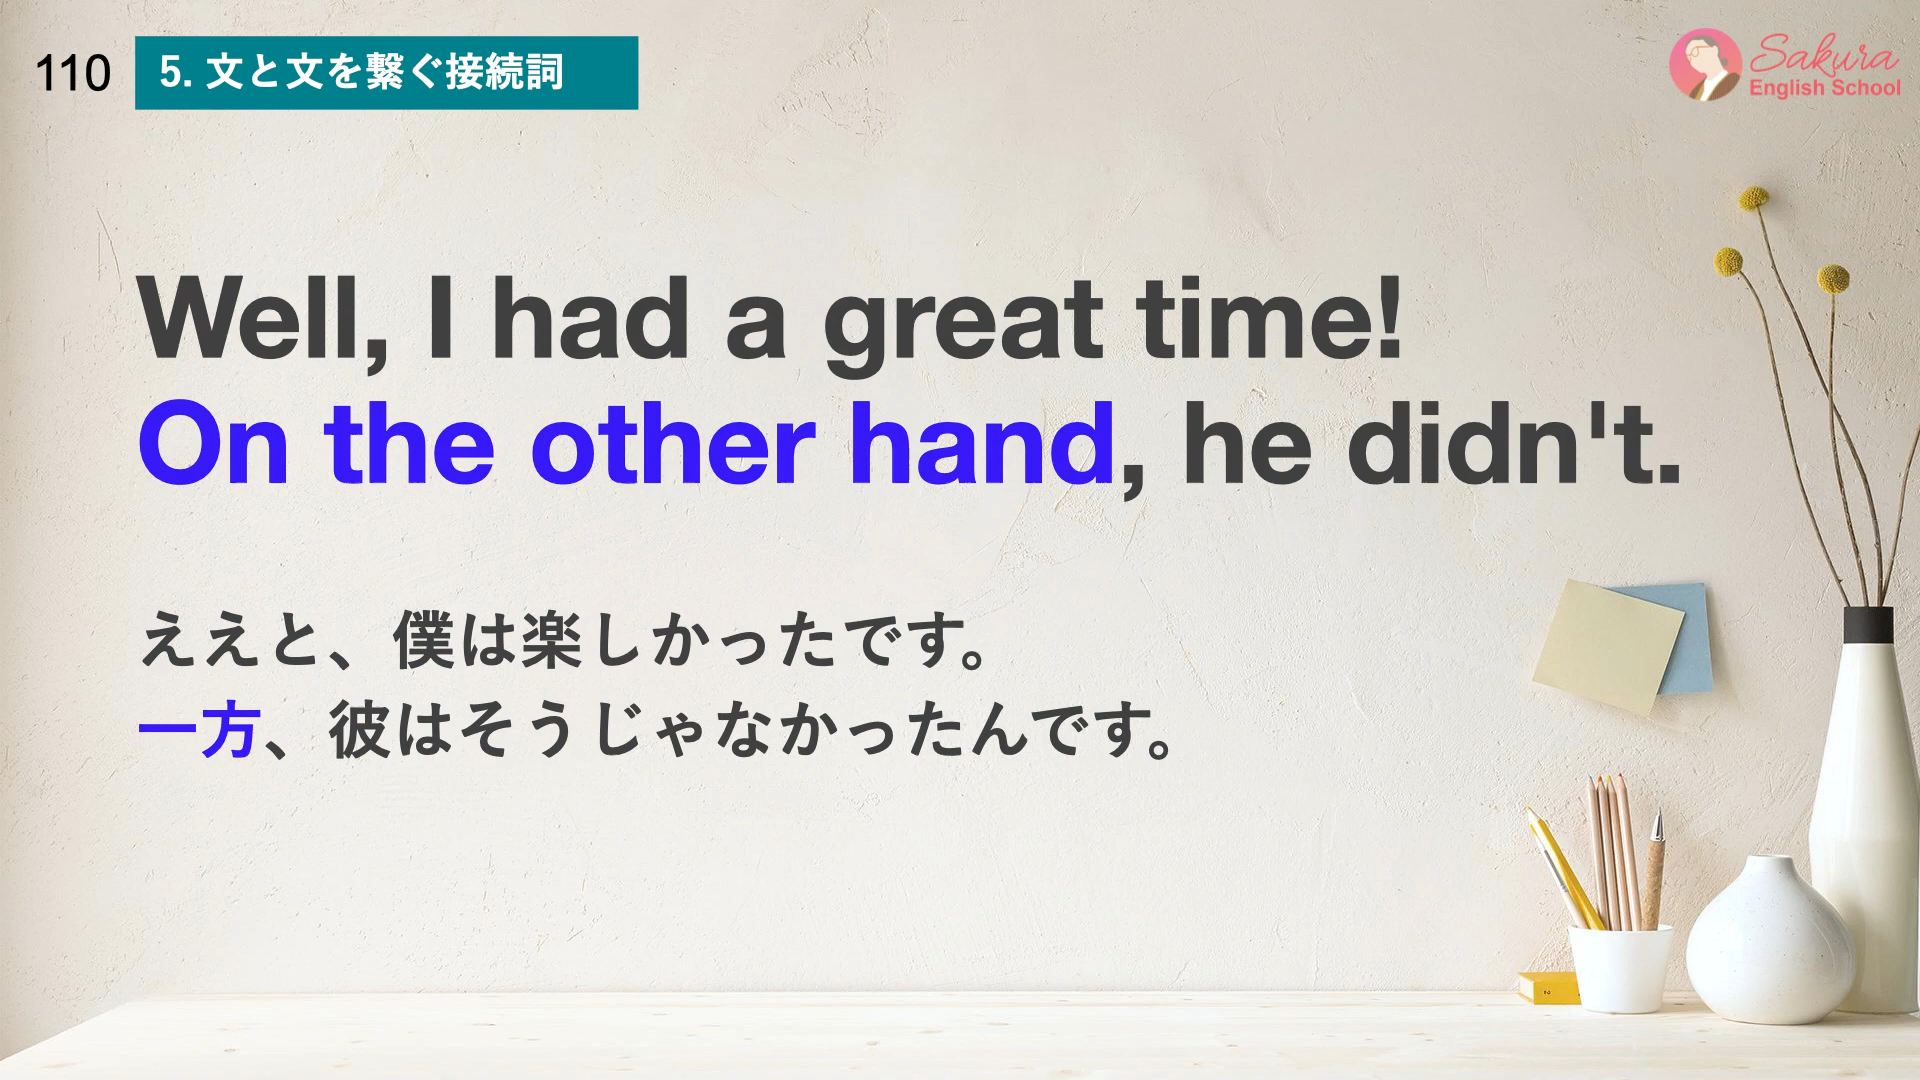 110
5. 文と文を繋ぐ接続詞
Sakura
English School
Well, I had a great time!
On the other hand, he didn't.
ええと、僕は楽しかったです。
一方、彼はそうじゃなかったんです。